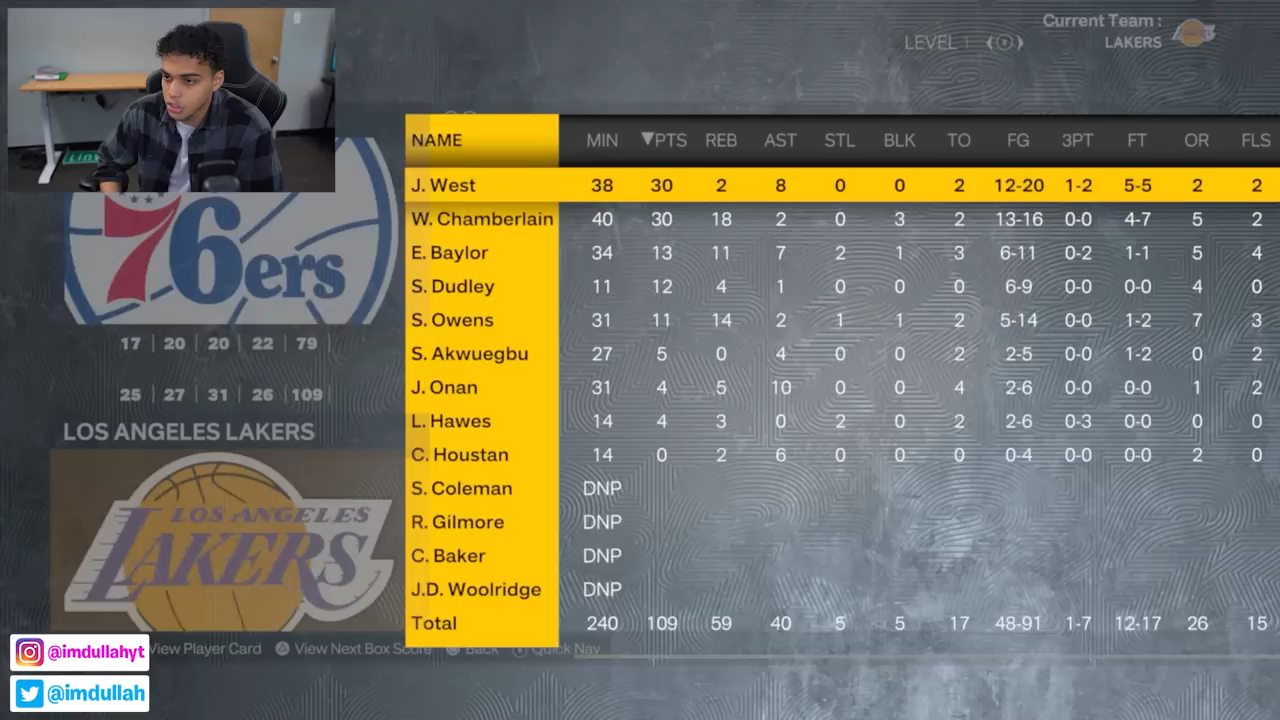 Current Team :
LEVEL 1
LAKERS
NAME MIN ▼PTS REB AST STL BLK TO FG 3PT FT OR FLS
J. West 38 30 2 8 0 0 2 12-20 1-2 5-5 2 2
W. Chamberlain 40 30 18 2 0 3 2 13-16 0-0 4-7 5 2
E. Baylor 34 13 11 7 2 1 3 6-11 0-2 1-1 5 4
S. Dudley 11 12 4 1 0 0 0 6-9 0-0 0-0 4 0
S. Owens 31 11 14 2 1 1 2 5-14 0-0 1-2 7 3
S. Akwuegbu 27 5 0 4 0 0 2 2-5 0-0 1-2 0 2
J. Onan 31 4 5 10 0 0 4 2-6 0-0 0-0 1 2
L. Hawes 14 4 3 0 2 0 2 2-6 0-3 0-0 0 0
C. Houstan 14 0 2 6 0 0 0 0-4 0-0 0-0 2 0
S. Coleman DNP
R. Gilmore DNP
C. Baker DNP
J.D. Woolridge DNP
Total 240 109 59 40 5 5 17 48-91 1-7 12-17 26 15
76ers
17 | 20 | 20 | 22 | 79
25 | 27 | 31 | 26 | 109
LOS ANGELES LAKERS
LOS ANGELES
LAKERS
View Player Card View Next Box Score Back Quick Nav
@imdullahyt
@imdullah